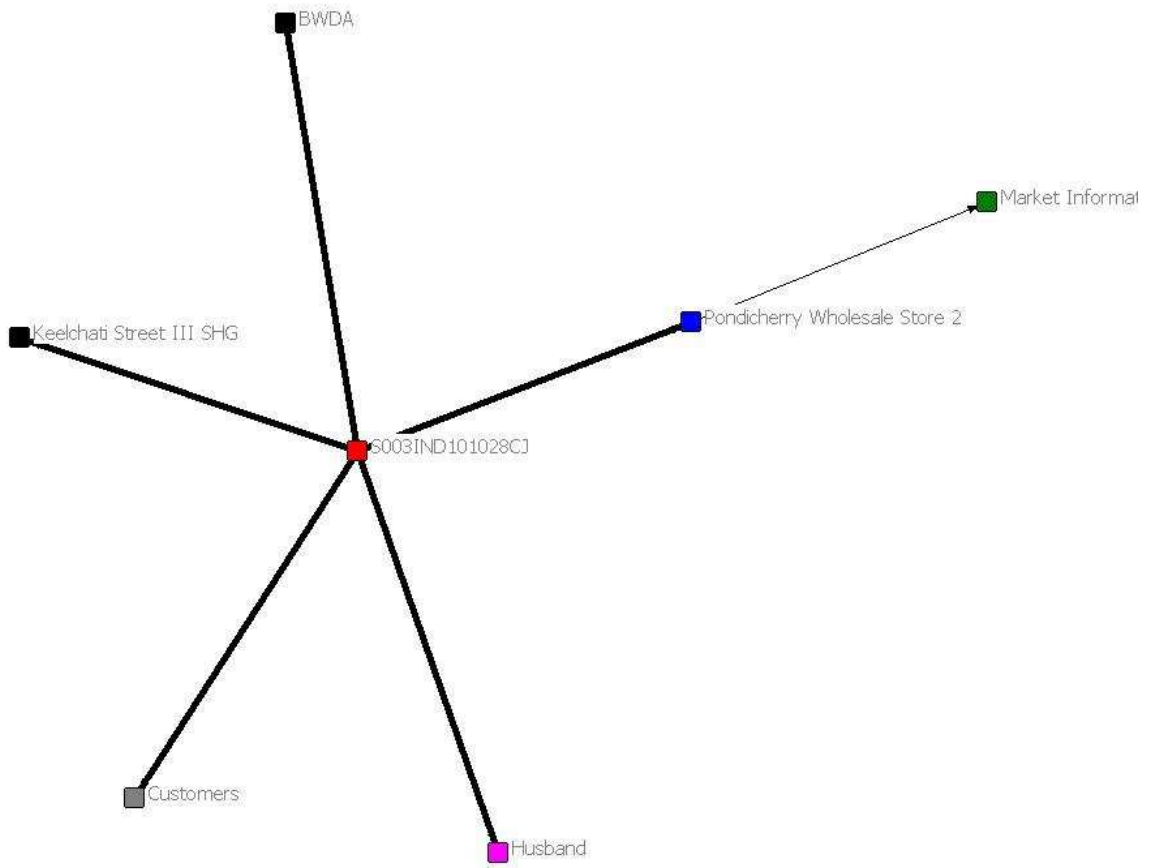 BWDA
Market Informat
Pondicherry Wholesale Store 2
Keelchati Street III SHG
S003IND101028CJ
Customers
Husband